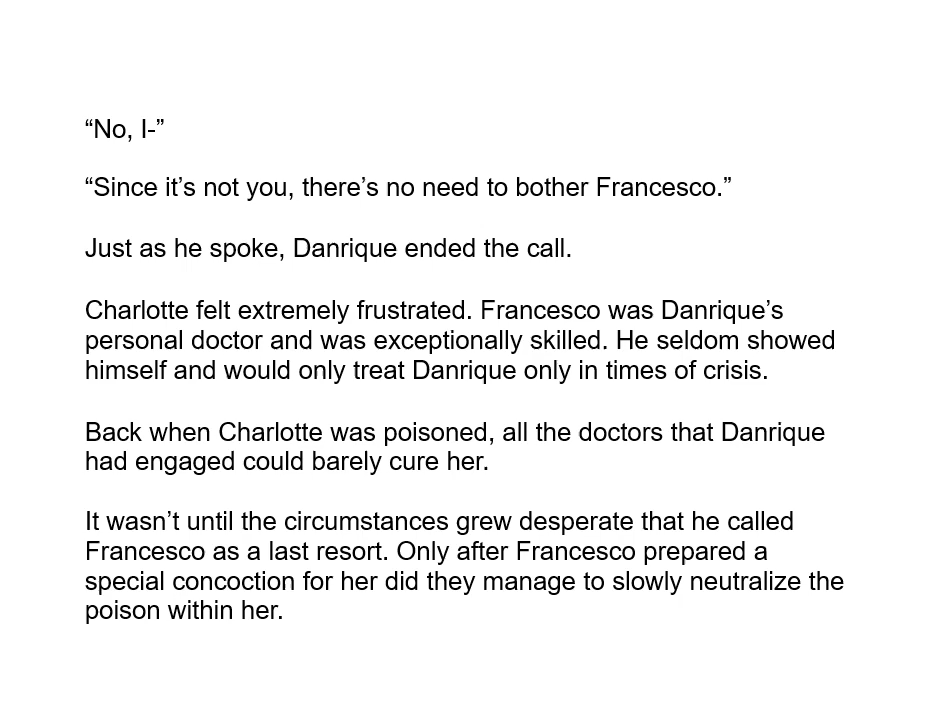 “No, I-”
“Since it’s not you, there’s no need to bother Francesco.”
Just as he spoke, Danrique ended the call.
Charlotte felt extremely frustrated. Francesco was Danrique’s
personal doctor and was exceptionally skilled. He seldom showed
himself and would only treat Danrique only in times of crisis.
Back when Charlotte was poisoned, all the doctors that Danrique
had engaged could barely cure her.
It wasn’t until the circumstances grew desperate that he called
Francesco as a last resort. Only after Francesco prepared a
special concoction for her did they manage to slowly neutralize the
poison within her.